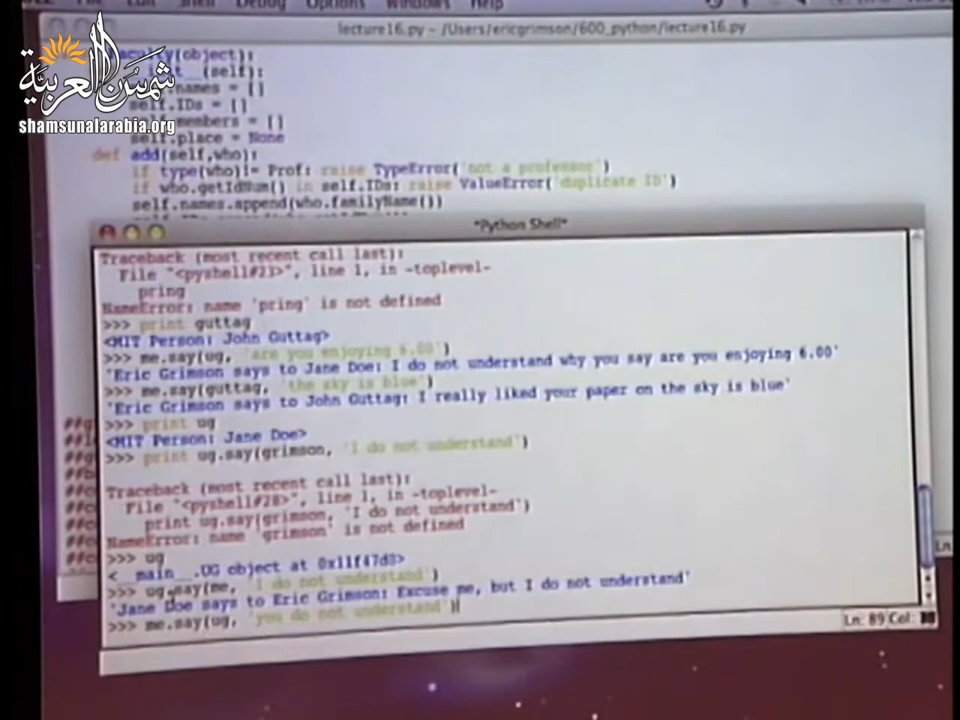 Edit Shell Debug Options Windows Help
lecture16.py - /Users/ericgrimson/600_python/lecture16.py
شمس العربية
shamsunalarabia.org
(object):
(self):
names = []
self.IDs = []
members = []
self.place = None
def add(self,who):
if type(who)!= Prof: raise TypeError('not a professor')
if who.getIdNum() in self.IDs: raise ValueError('duplicate ID')
self.names.append(who.familyName())
*Python Shell*
Traceback (most recent call last):
File "<pyshell#23>", line 1, in -toplevel-
pring
NameError: name 'pring' is not defined
>>> print guttag
<MIT Person: John Guttag>
>>> me.say(ug, 'are you enjoying 6.00')
'Eric Grimson says to Jane Doe: I do not understand why you say are you enjoying 6.00'
>>> me.say(guttag, 'the sky is blue')
'Eric Grimson says to John Guttag: I really liked your paper on the sky is blue'
>>> print ug
<MIT Person: Jane Doe>
>>> print ug.say(grimson, 'I do not understand')
Traceback (most recent call last):
File "<pyshell#28>", line 1, in -toplevel-
print ug.say(grimson, 'I do not understand')
NameError: name 'grimson' is not defined
>>> ug
<__main__.UG object at 0x11f47d8>
>>> ug.say(me, 'I do not understand')
'Jane Doe says to Eric Grimson: Excuse me, but I do not understand'
>>> me.say(ug, 'you do not understand')
Ln: 89 Col: